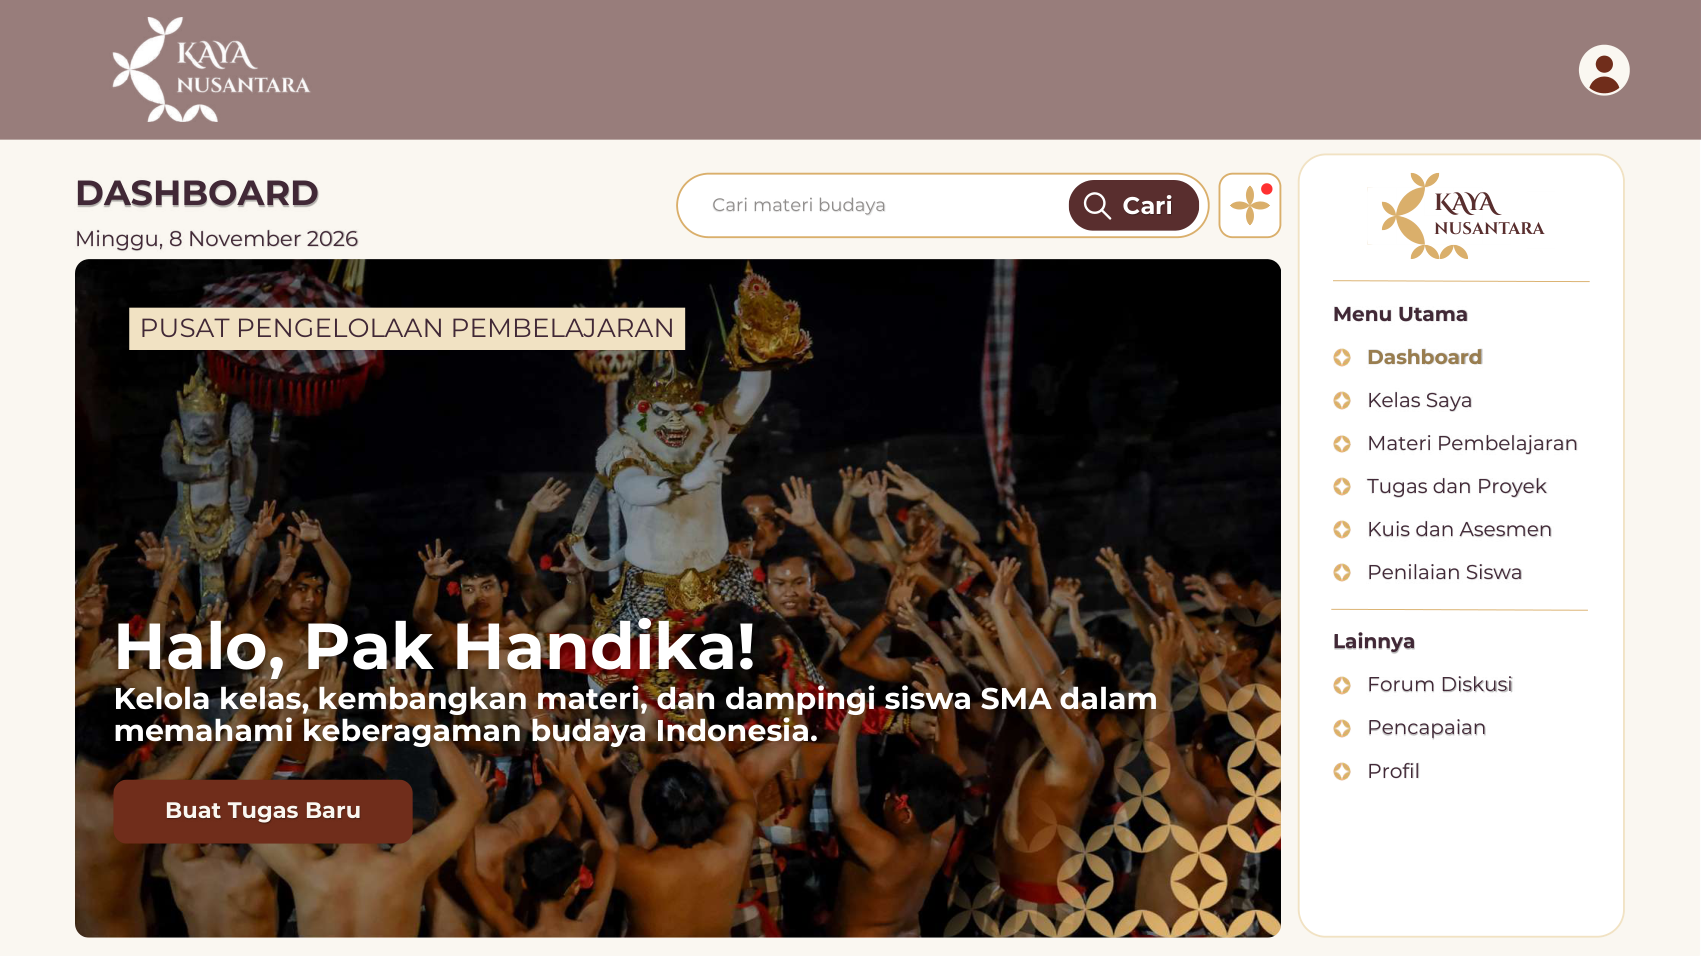 KAYA
NUSANTARA
DASHBOARD
Minggu, 8 November 2026
Cari materi budaya
Cari
PUSAT PENGELOLAAN PEMBELAJARAN
Halo, Pak Handika!
Kelola kelas, kembangkan materi, dan dampingi siswa SMA dalam
memahami keberagaman budaya Indonesia.
Buat Tugas Baru
KAYA
NUSANTARA
Menu Utama
Dashboard
Kelas Saya
Materi Pembelajaran
Tugas dan Proyek
Kuis dan Asesmen
Penilaian Siswa
Lainnya
Forum Diskusi
Pencapaian
Profil